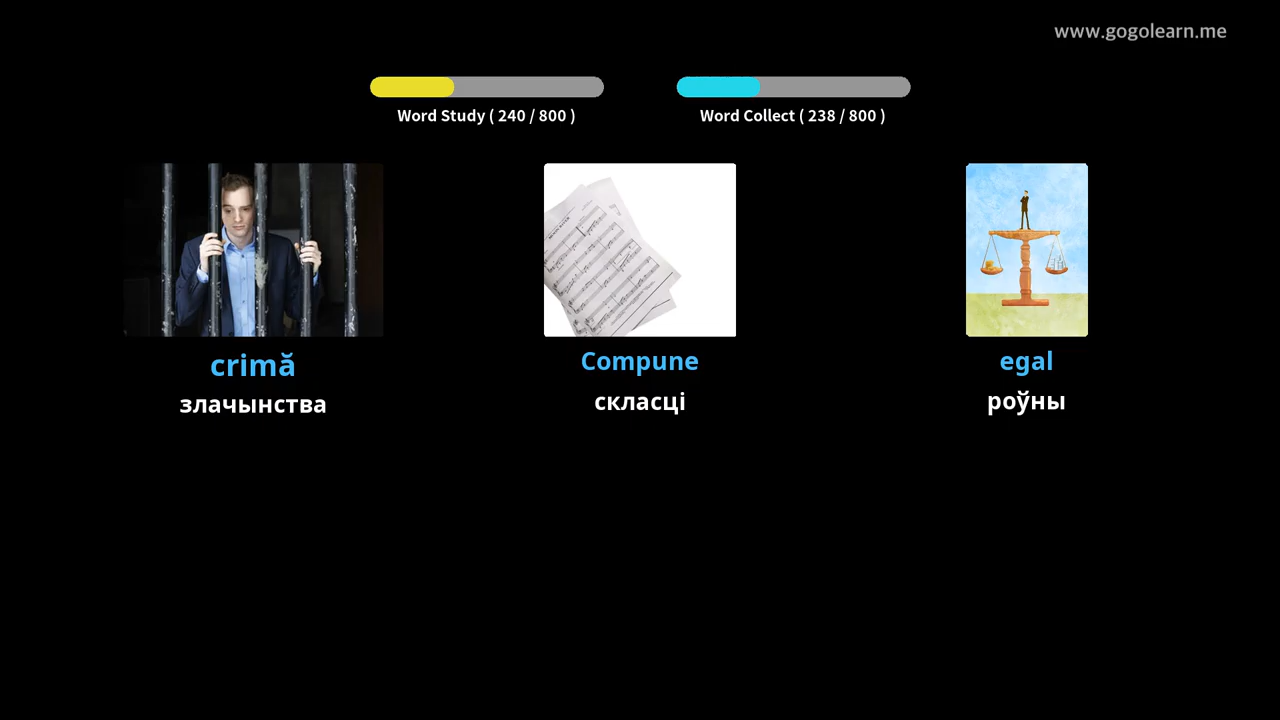 www.gogolearn.me
Word Study ( 240 / 800 )
Word Collect ( 238 / 800 )
crimă
Compune
egal
злачынства
скласці
роўны